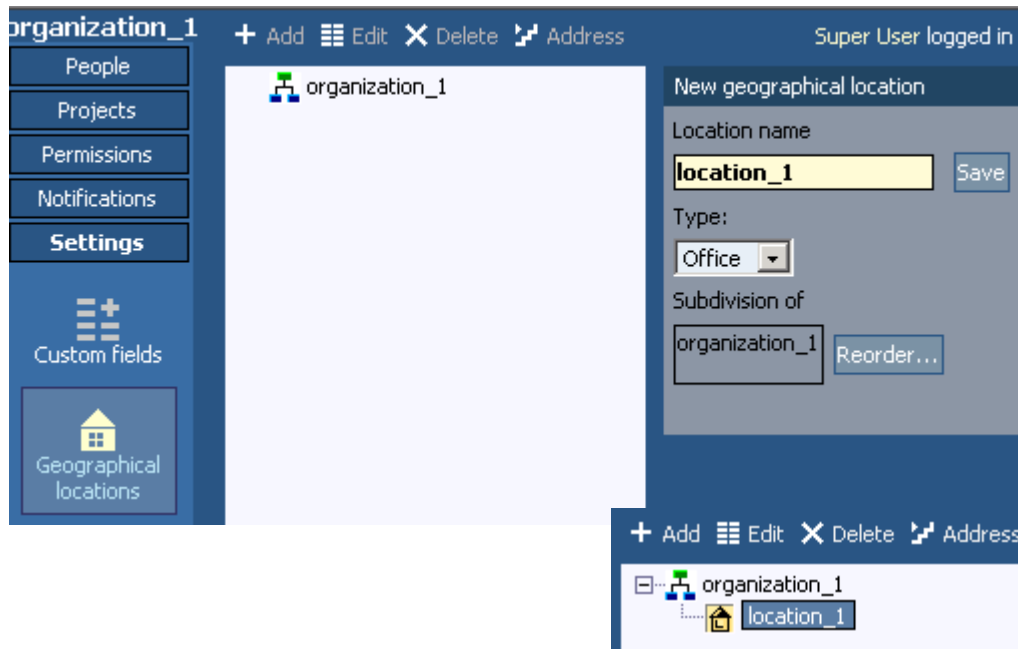 organization_1
People
Projects
Permissions
Notifications
Settings
Custom fields
Geographical
locations
Add Edit Delete Address
Super User logged in
organization_1
New geographical location
Location name
location_1 Save
Type:
Office
Subdivision of
organization_1 Reorder...
Add Edit Delete Address
organization_1
location_1